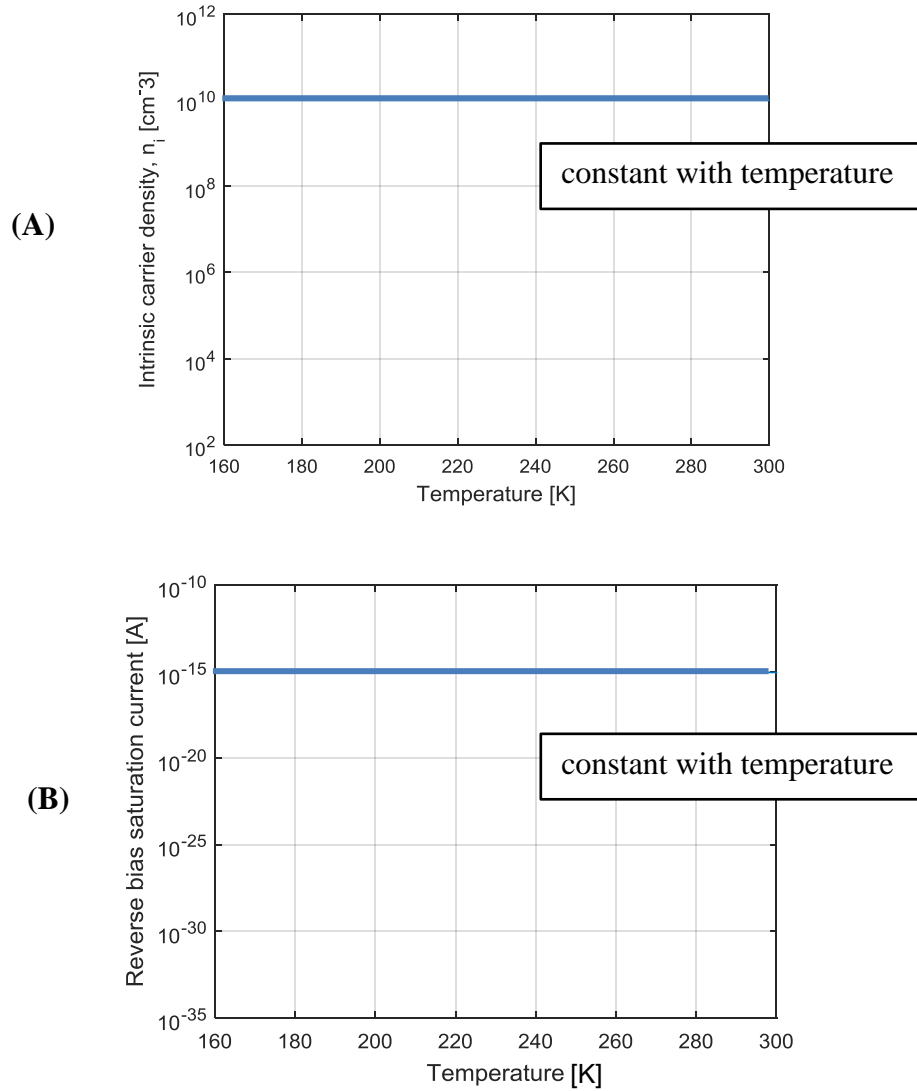 10^12
10^10
10^8
10^6
10^4
10^2
Intrinsic carrier density, n_i [cm^-3]
constant with temperature
(A)
160 180 200 220 240 260 280 300
Temperature [K]
10^-10
10^-15
10^-20
10^-25
10^-30
10^-35
Reverse bias saturation current [A]
constant with temperature
(B)
160 180 200 220 240 260 280 300
Temperature [K]